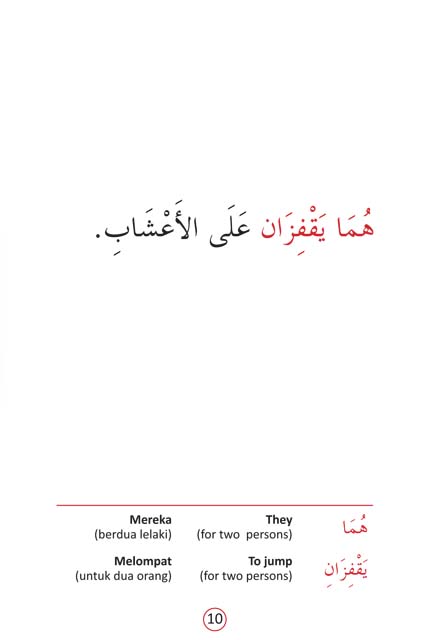 هُمَا يَقْفِزَان عَلَى الأَعْشَابِ.
Mereka They هُمَا
(berdua lelaki) (for two persons)
Melompat To jump يَقْفِزَانِ
(untuk dua orang) (for two persons)
10